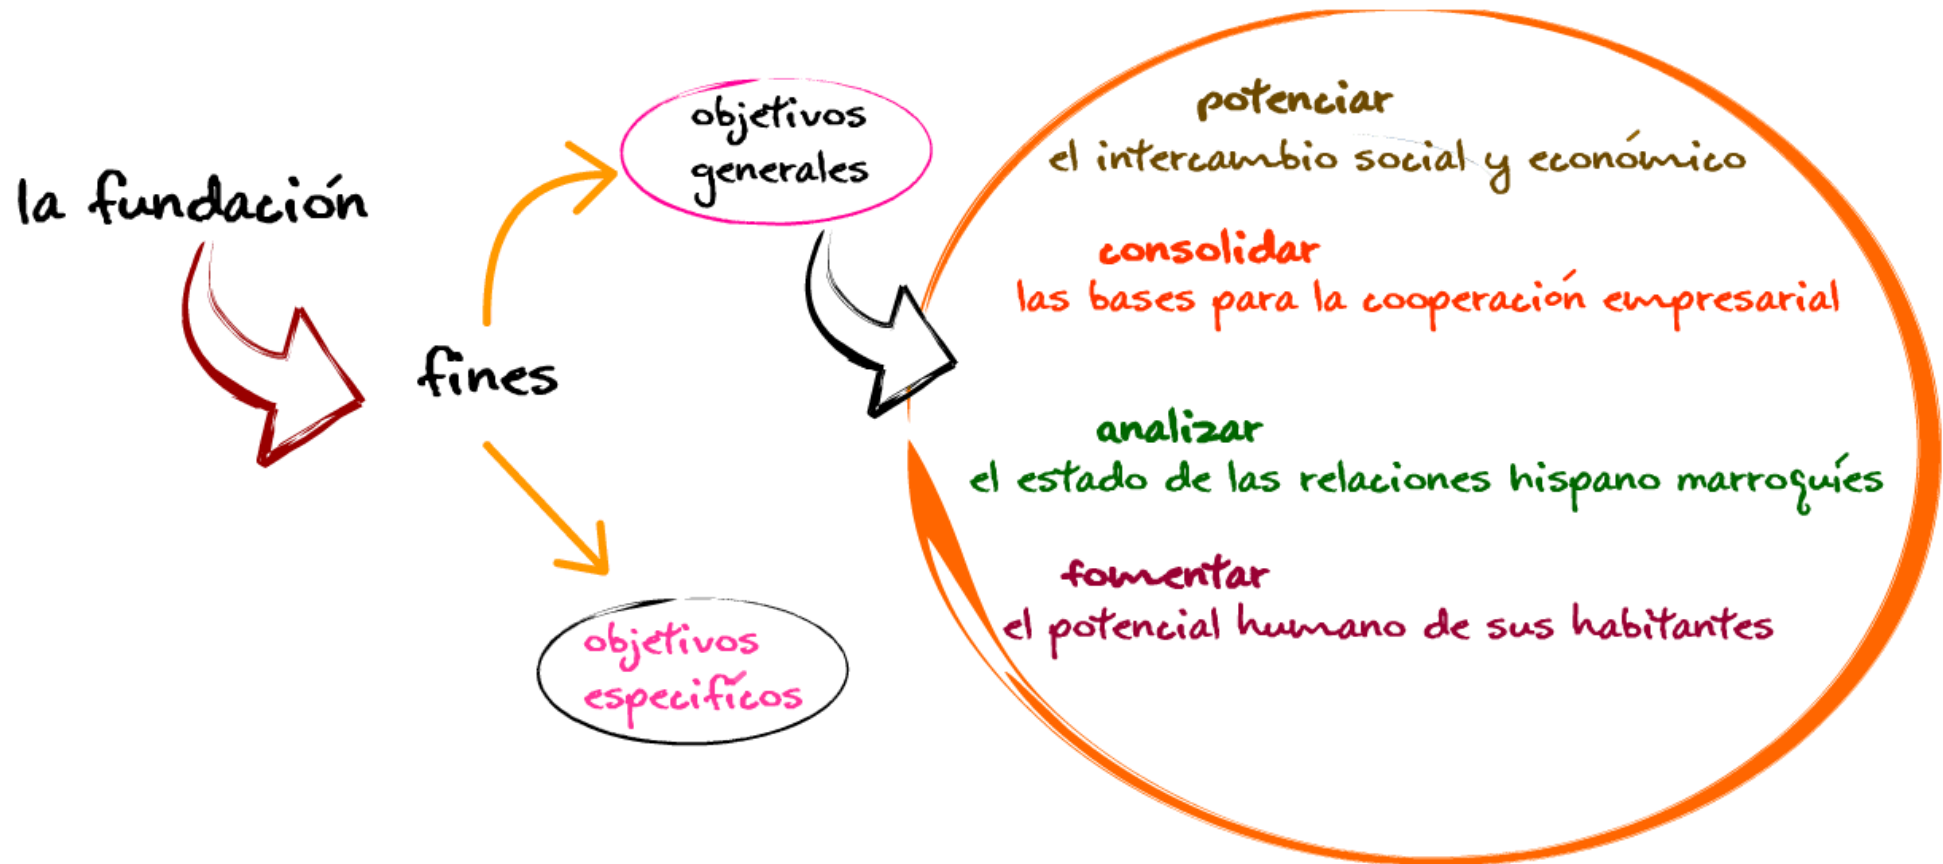 la fundación
fines
objetivos
generales
objetivos
específicos
potenciar
el intercambio social y económico
consolidar
las bases para la cooperación empresarial
analizar
el estado de las relaciones hispano marroquíes
fomentar
el potencial humano de sus habitantes